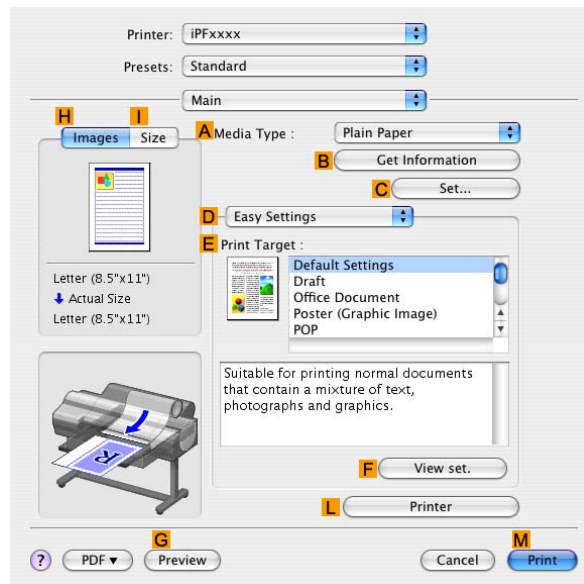 Printer: iPFxxxx
Presets: Standard
Main
H I
Images Size
A Media Type : Plain Paper
B Get Information
C Set...
D Easy Settings
E Print Target :
Default Settings
Draft
Office Document
Poster (Graphic Image)
POP
Letter (8.5"x11")
Actual Size
Letter (8.5"x11")
Suitable for printing normal documents
that contain a mixture of text,
photographs and graphics.
R
F View set.
L Printer
G M
? PDF▼ Preview Cancel Print